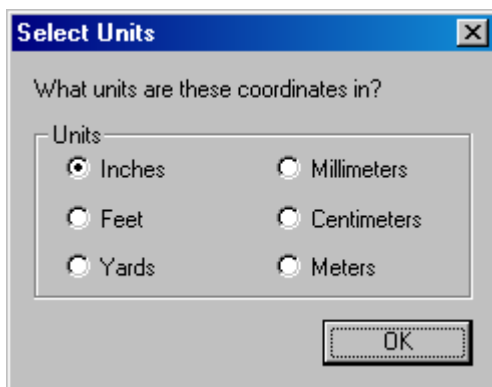 Select Units
What units are these coordinates in?
Units
Inches
Millimeters
Feet
Centimeters
Yards
Meters
OK